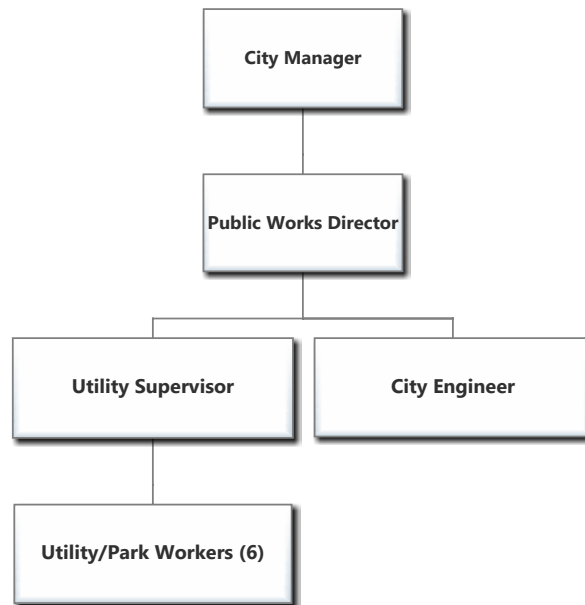 City Manager
Public Works Director
Utility Supervisor
City Engineer
Utility/Park Workers (6)